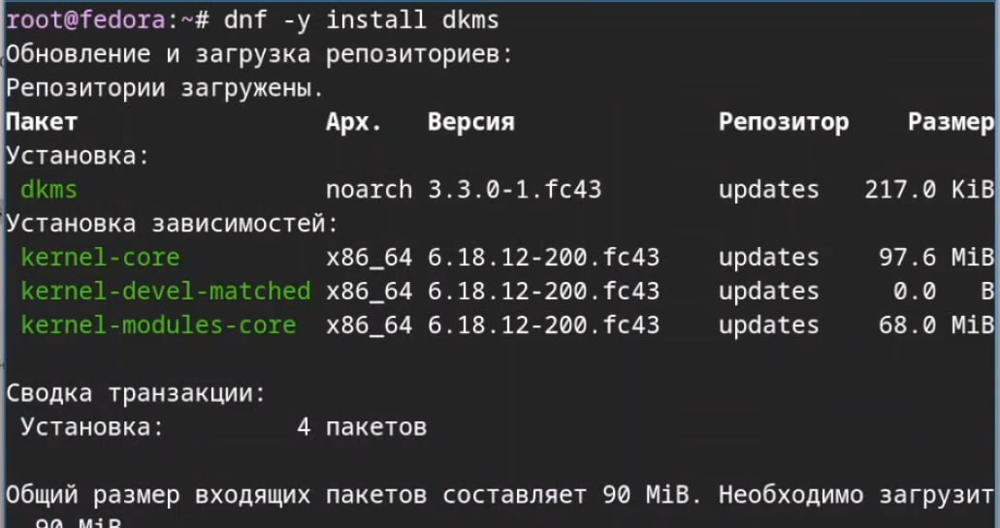 root@fedora:~# dnf -y install dkms
Обновление и загрузка репозиториев:
Репозитории загружены.
Пакет Арх. Версия Репозитор Размер
Установка:
dkms noarch 3.3.0-1.fc43 updates 217.0 KiB
Установка зависимостей:
kernel-core x86_64 6.18.12-200.fc43 updates 97.6 MiB
kernel-devel-matched x86_64 6.18.12-200.fc43 updates 0.0 B
kernel-modules-core x86_64 6.18.12-200.fc43 updates 68.0 MiB
Сводка транзакции:
Установка: 4 пакетов
Общий размер входящих пакетов составляет 90 MiB. Необходимо загрузит
90 MiB